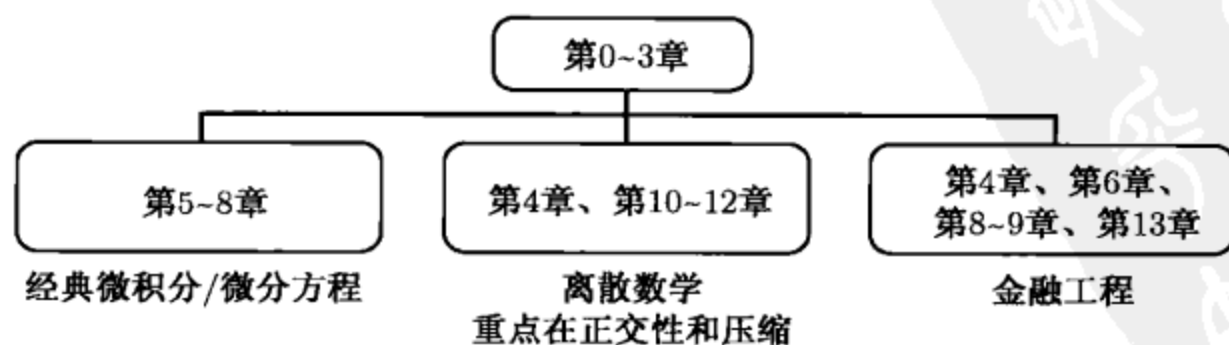 第0~3章
第5~8章
第4章、第10~12章
第4章、第6章、
第8~9章、第13章
经典微积分/微分方程
离散数学
重点在正交性和压缩
金融工程